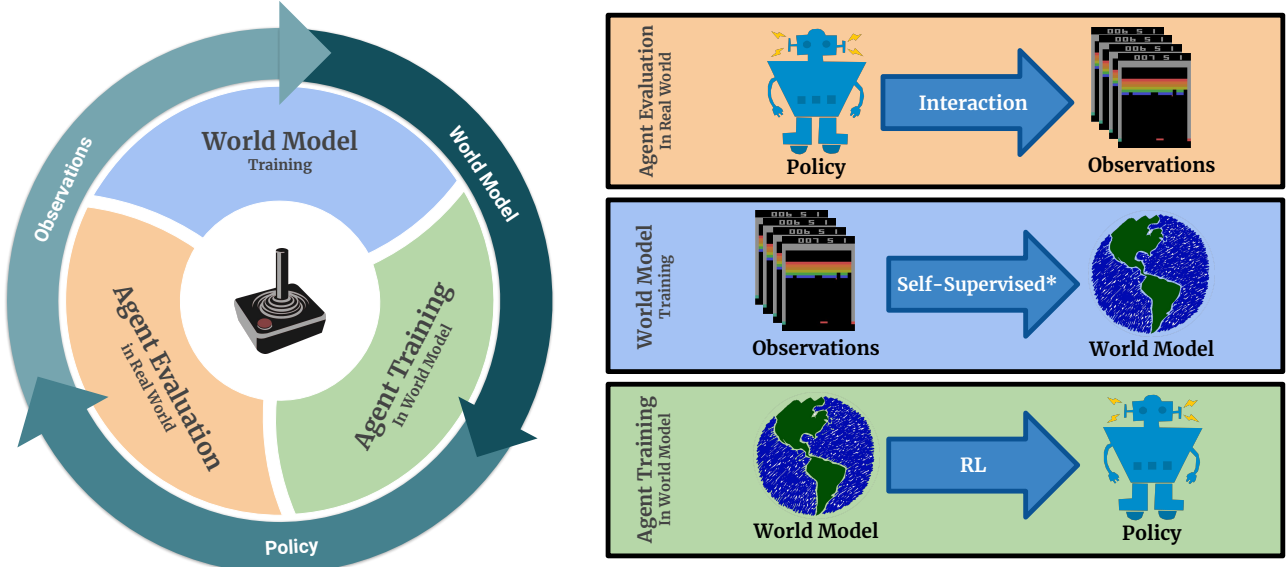 World Model
Training
Observations
World Model
Agent Evaluation
in Real World
Agent Training
In World Model
Policy
Agent Evaluation
In Real World
Interaction
Policy
Observations
World Model
Training
Self-Supervised*
Observations
World Model
Agent Training
In World Model
RL
World Model
Policy